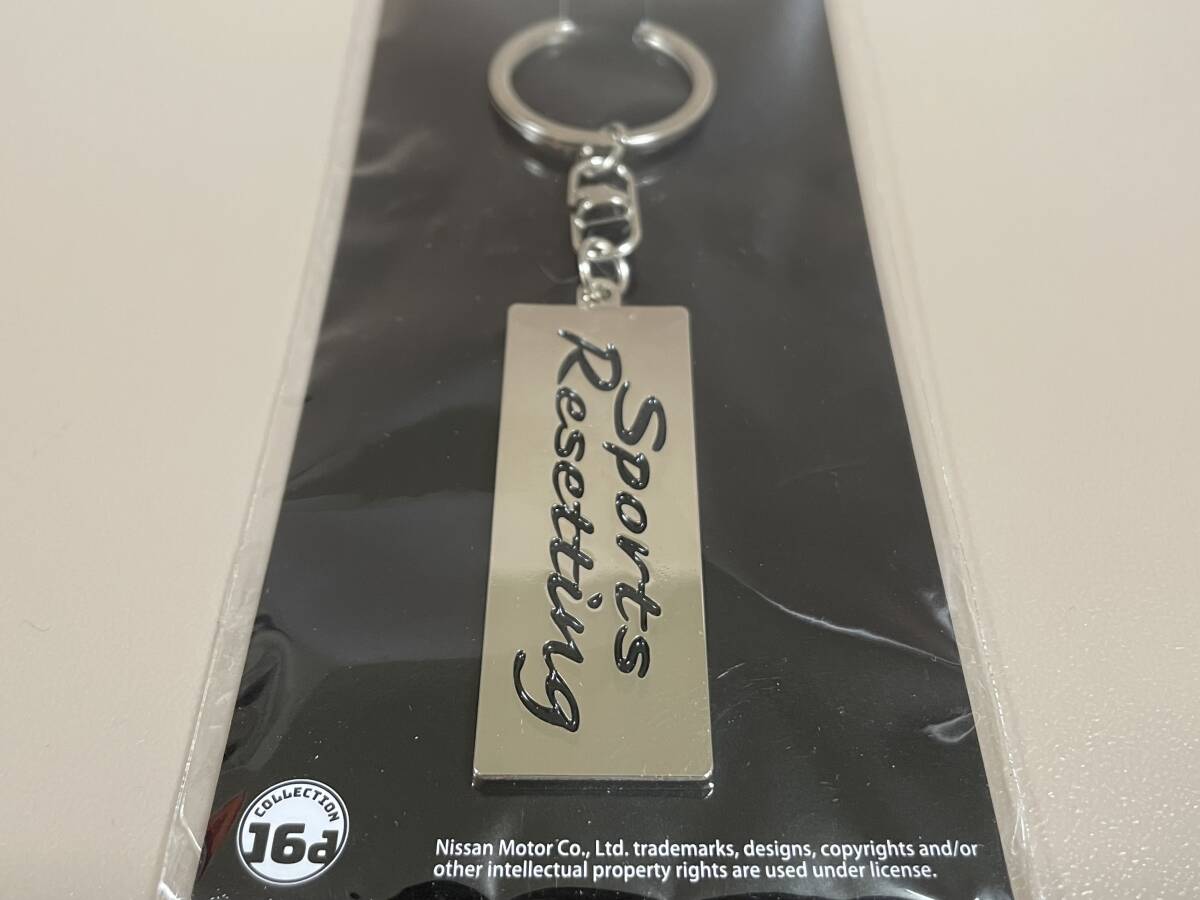 Sports
Resetting
COLLECTION
16d
Nissan Motor Co., Ltd. trademarks, designs, copyrights and/or
other intellectual property rights are used under license.